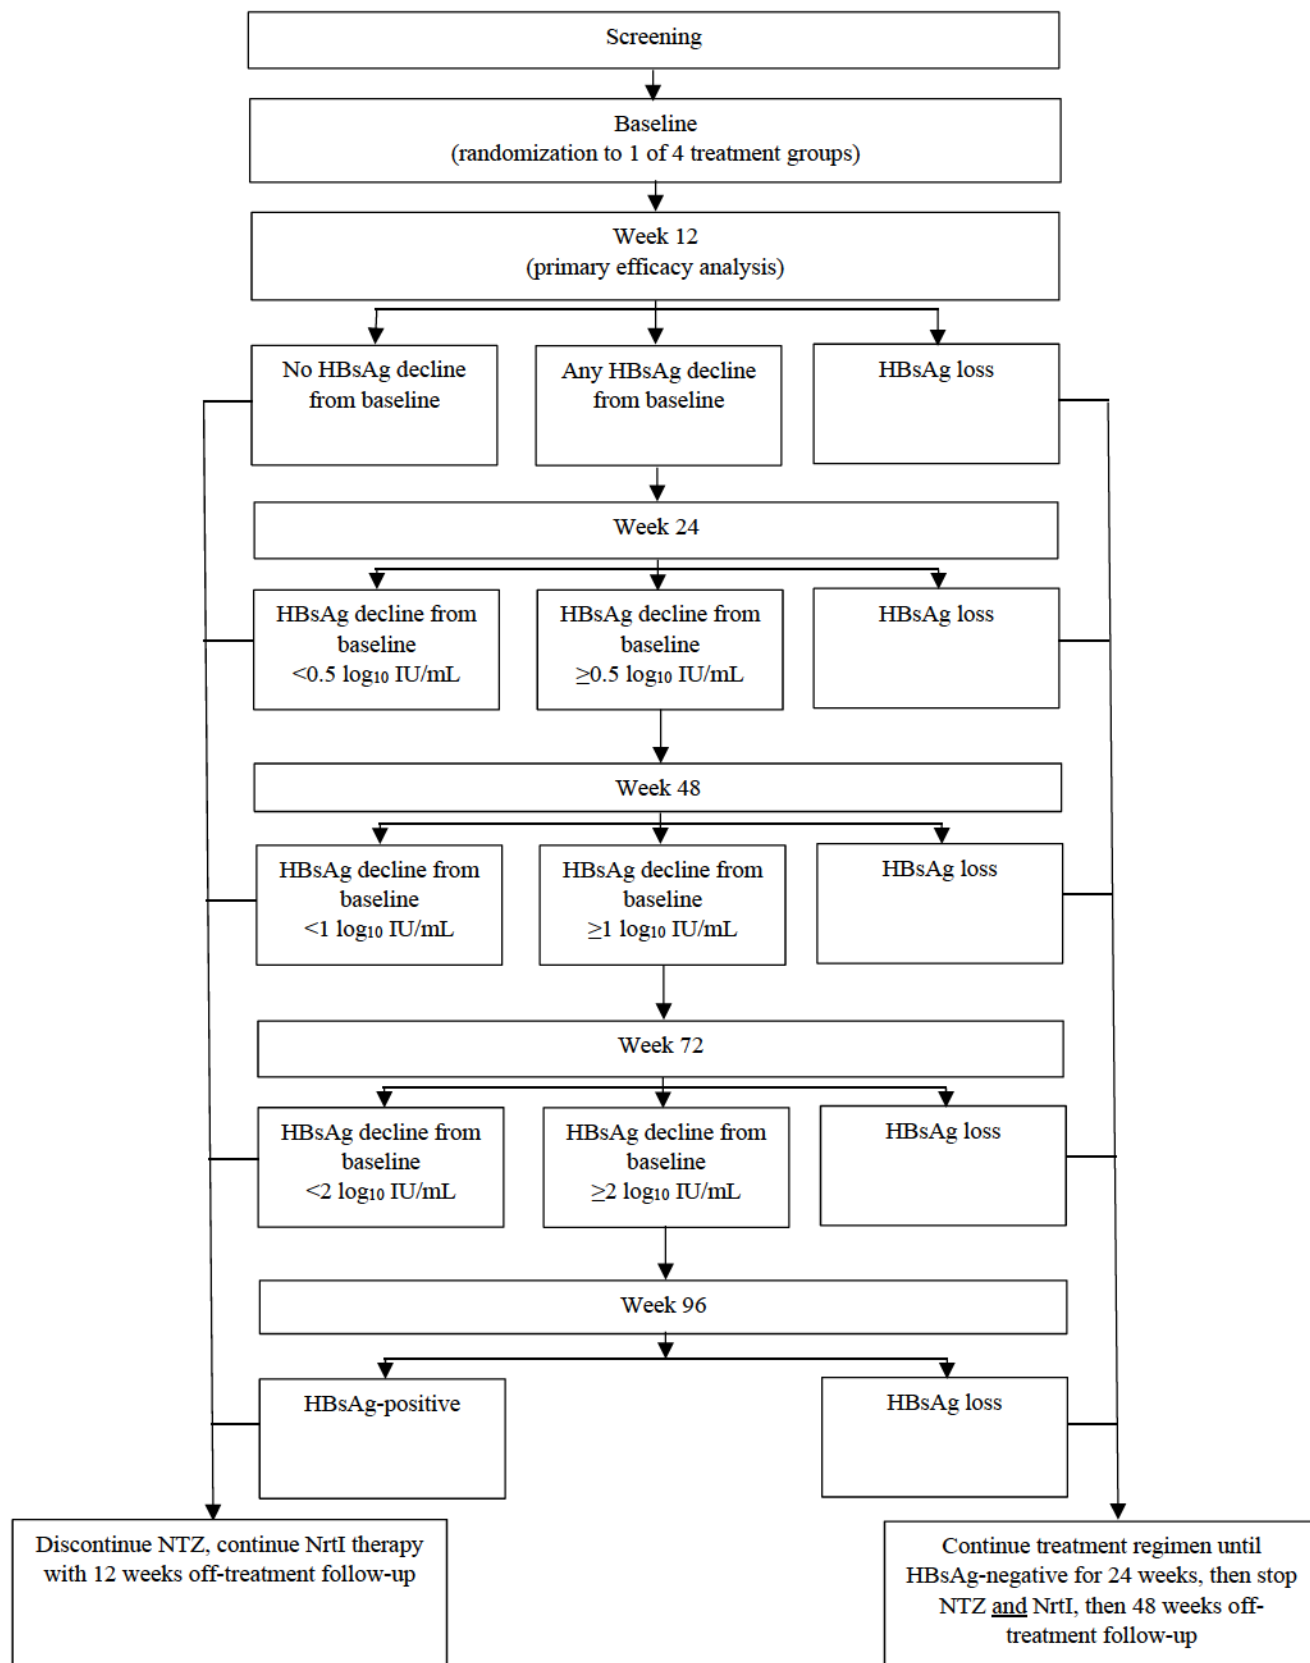 Screening
Baseline
(randomization to 1 of 4 treatment groups)
Week 12
(primary efficacy analysis)
No HBsAg decline
from baseline
Any HBsAg decline
from baseline
HBsAg loss
Week 24
HBsAg decline from
baseline
<0.5 log₁₀ IU/mL
HBsAg decline from
baseline
≥0.5 log₁₀ IU/mL
HBsAg loss
Week 48
HBsAg decline from
baseline
<1 log₁₀ IU/mL
HBsAg decline from
baseline
≥1 log₁₀ IU/mL
HBsAg loss
Week 72
HBsAg decline from
baseline
<2 log₁₀ IU/mL
HBsAg decline from
baseline
≥2 log₁₀ IU/mL
HBsAg loss
Week 96
HBsAg-positive
HBsAg loss
Discontinue NTZ, continue NrtI therapy
with 12 weeks off-treatment follow-up
Continue treatment regimen until
HBsAg-negative for 24 weeks, then stop
NTZ and NrtI, then 48 weeks off-
treatment follow-up